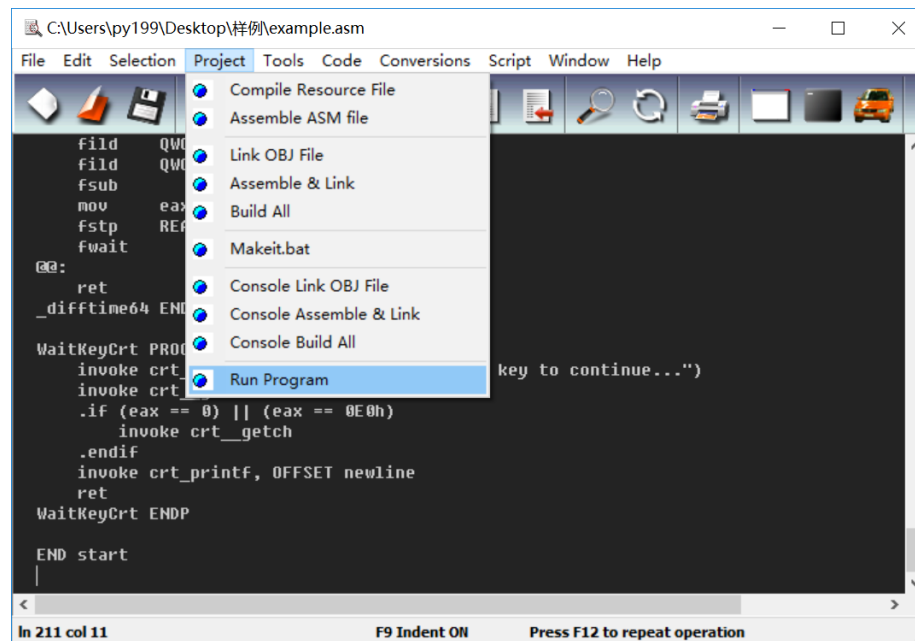 C:\Users\py199\Desktop\样例\example.asm
File Edit Selection Project Tools Code Conversions Script Window Help
Compile Resource File
Assemble ASM file
Link OBJ File
Assemble & Link
Build All
Makeit.bat
Console Link OBJ File
Console Assemble & Link
Console Build All
Run Program
fild
fild
fsub
mov
fstp
fwait
@@:
ret
_difftime64
WaitKeyCrt
invoke key to continue...")
invoke
.if (eax == 0) || (eax == 0E0h)
invoke crt__getch
.endif
invoke crt_printf, OFFSET newline
ret
WaitKeyCrt ENDP
END start
ln 211 col 11 F9 Indent ON Press F12 to repeat operation